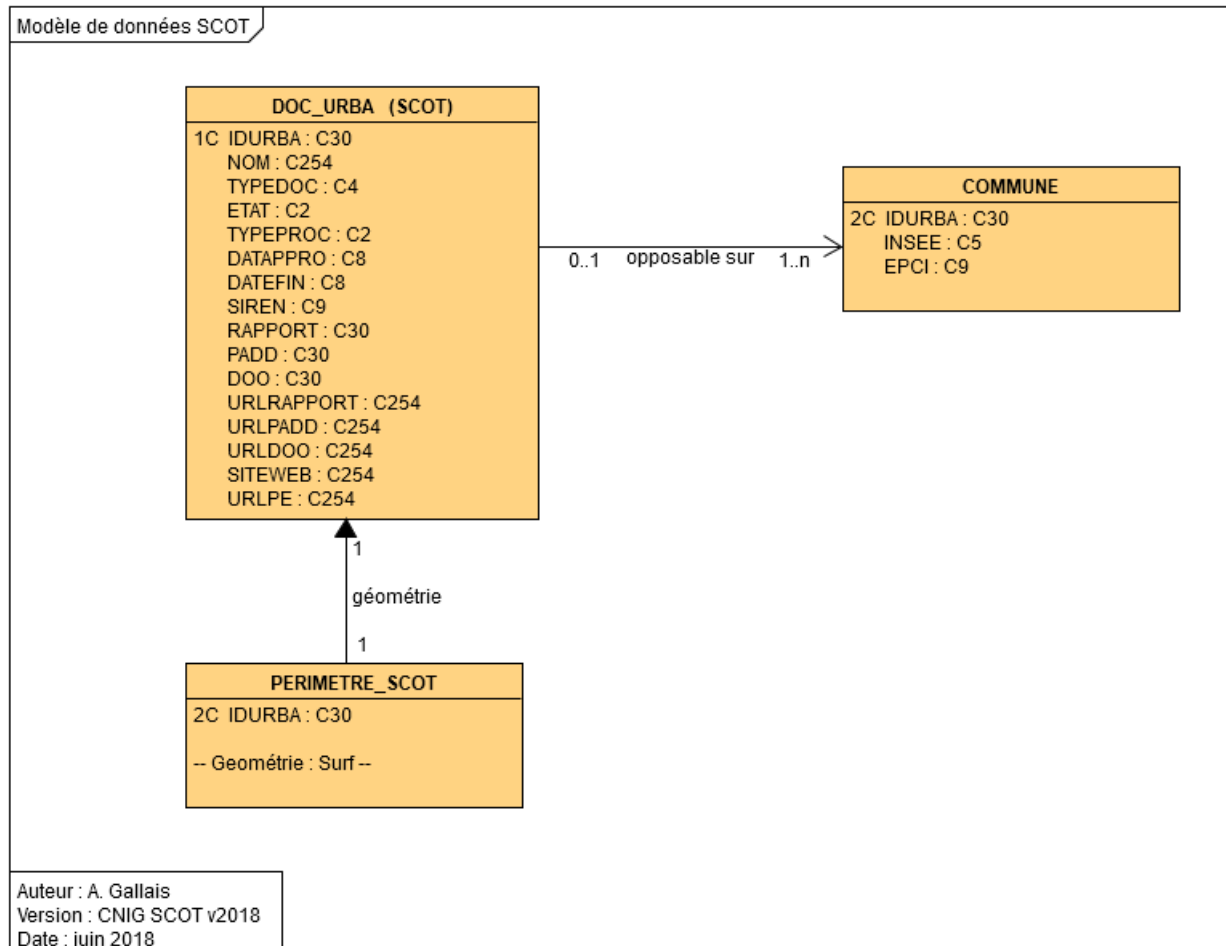 Modèle de données SCOT
DOC_URBA (SCOT)
1C IDURBA : C30
NOM : C254
TYPEDOC : C4
ETAT : C2
TYPEPROC : C2
DATAPPRO : C8
DATEFIN : C8
SIREN : C9
RAPPORT : C30
PADD : C30
DOO : C30
URLRAPPORT : C254
URLPADD : C254
URLDOO : C254
SITEWEB : C254
URLPE : C254
0..1 opposable sur 1..n
COMMUNE
2C IDURBA : C30
INSEE : C5
EPCI : C9
1
géométrie
1
PERIMETRE_SCOT
2C IDURBA : C30
-- Geométrie : Surf --
Auteur : A. Gallais
Version : CNIG SCOT v2018
Date : juin 2018